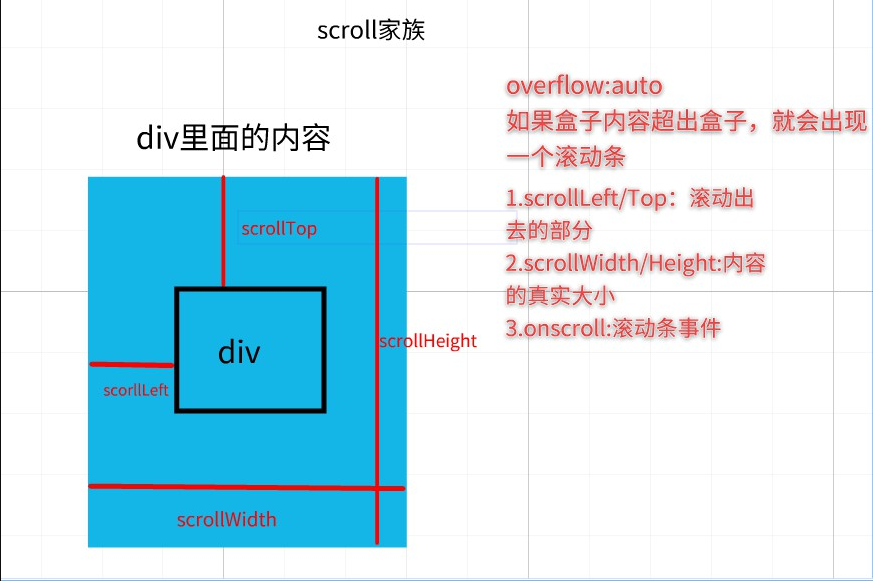 scroll家族
div里面的内容
scrollTop
div
scrollHeight
scorllLeft
scrollWidth
overflow:auto
如果盒子内容超出盒子，就会出现
一个滚动条
1.scrollLeft/Top：滚动出
去的部分
2.scrollWidth/Height:内容
的真实大小
3.onscroll:滚动条事件